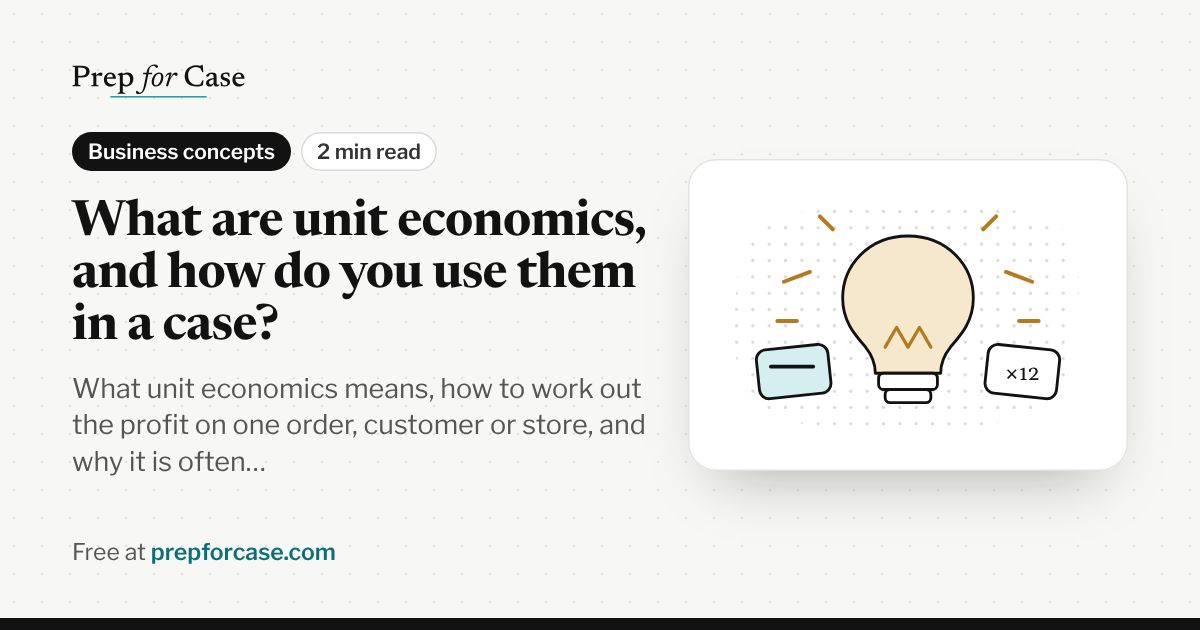 Prep for Case
Business concepts
2 min read
What are unit economics,
and how do you use them
in a case?
What unit economics means, how to work out
the profit on one order, customer or store, and
why it is often...
×12
Free at prepforcase.com